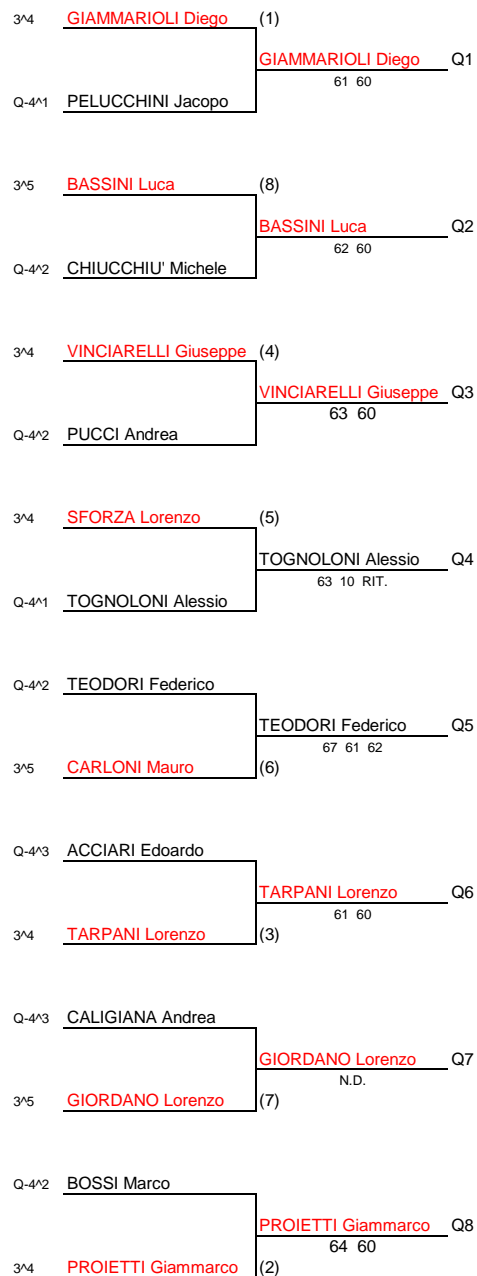 3^4 GIAMMARIOLI Diego (1)
GIAMMARIOLI Diego Q1
61 60
Q-4^1 PELUCCHINI Jacopo
3^5 BASSINI Luca (8)
BASSINI Luca Q2
62 60
Q-4^2 CHIUCCHIU' Michele
3^4 VINCIARELLI Giuseppe (4)
VINCIARELLI Giuseppe Q3
63 60
Q-4^2 PUCCI Andrea
3^4 SFORZA Lorenzo (5)
TOGNOLONI Alessio Q4
63 10 RIT.
Q-4^1 TOGNOLONI Alessio
Q-4^2 TEODORI Federico
TEODORI Federico Q5
67 61 62
3^5 CARLONI Mauro (6)
Q-4^3 ACCIARI Edoardo
TARPANI Lorenzo Q6
61 60
3^4 TARPANI Lorenzo (3)
Q-4^3 CALIGIANA Andrea
GIORDANO Lorenzo Q7
N.D.
3^5 GIORDANO Lorenzo (7)
Q-4^2 BOSSI Marco
PROIETTI Giammarco Q8
64 60
3^4 PROIETTI Giammarco (2)